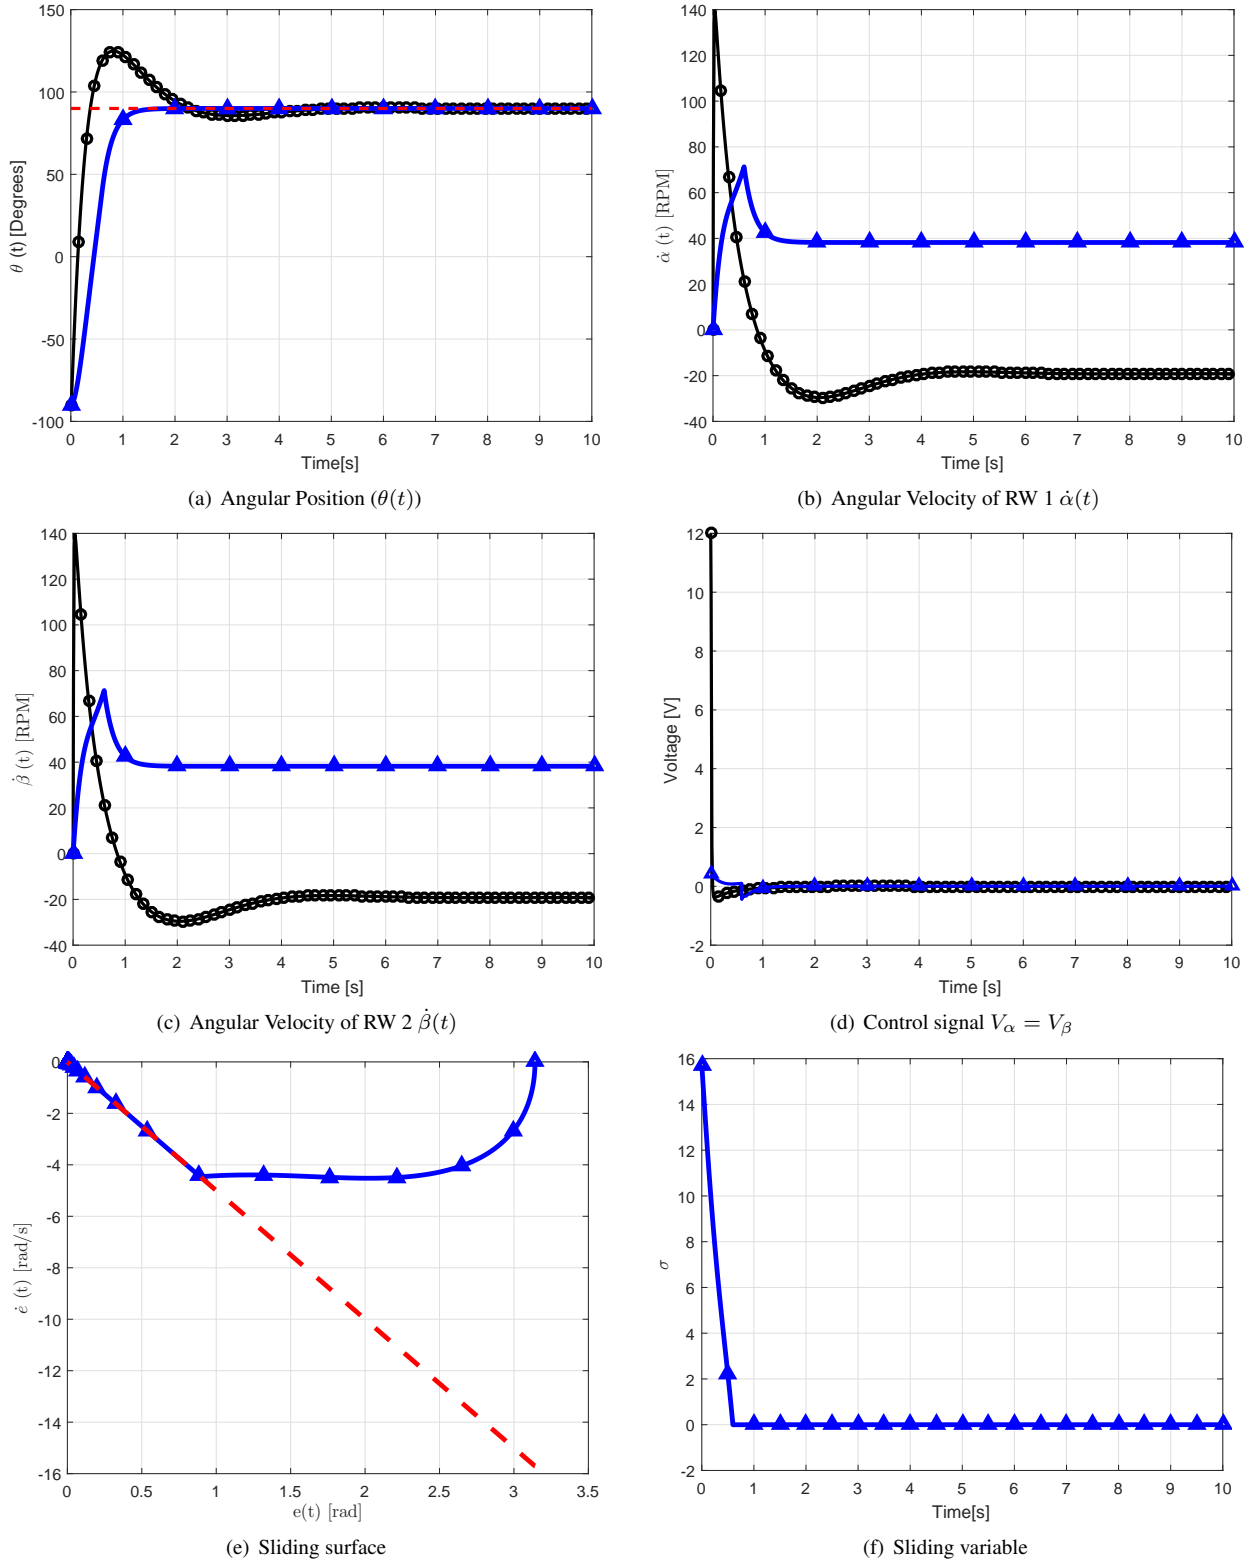 150
100
50
0
-50
-100
θ (t) [Degrees]
0 1 2 3 4 5 6 7 8 9 10
Time[s]
(a) Angular Position (θ(t))
140
120
100
80
60
40
20
0
-20
-40
α̇ (t) [RPM]
0 1 2 3 4 5 6 7 8 9 10
Time [s]
(b) Angular Velocity of RW 1 α̇(t)
140
120
100
80
60
40
20
0
-20
-40
β̇ (t) [RPM]
0 1 2 3 4 5 6 7 8 9 10
Time [s]
(c) Angular Velocity of RW 2 β̇(t)
12
10
8
6
4
2
0
-2
Voltage [V]
0 1 2 3 4 5 6 7 8 9 10
Time [s]
(d) Control signal Vα = Vβ
0
-2
-4
-6
-8
-10
-12
-14
-16
ė (t) [rad/s]
0 0.5 1 1.5 2 2.5 3 3.5
e(t) [rad]
(e) Sliding surface
16
14
12
10
8
6
4
2
0
-2
σ
0 1 2 3 4 5 6 7 8 9 10
Time[s]
(f) Sliding variable